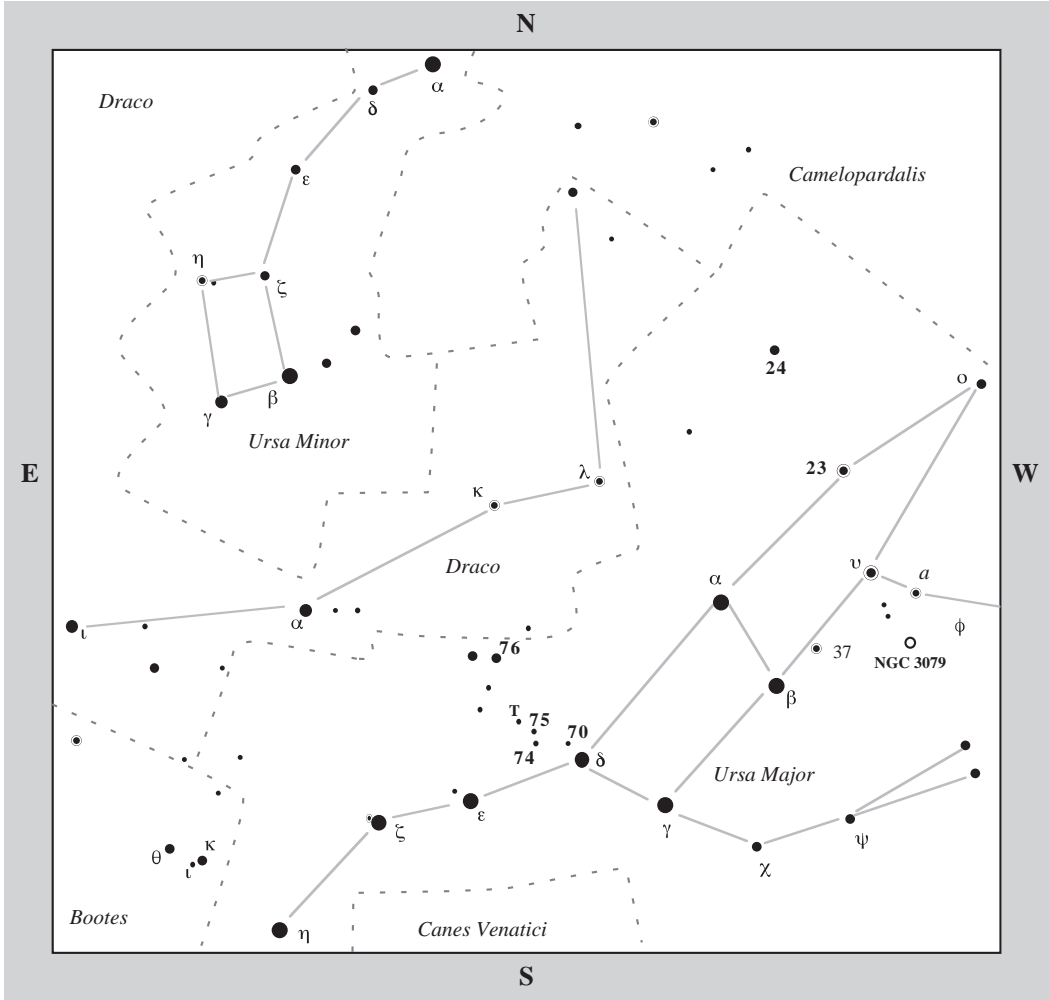 N
Draco
α
δ
Camelopardalis
ε
η
ζ
24
ο
β
γ
Ursa Minor
E
23
λ
W
κ
υ
a
Draco
α
α
ι
φ
76
37
NGC 3079
β
T
75
70
74
δ
Ursa Major
ε
γ
ζ
ψ
κ
θ
χ
ι
Bootes
η
Canes Venatici
S